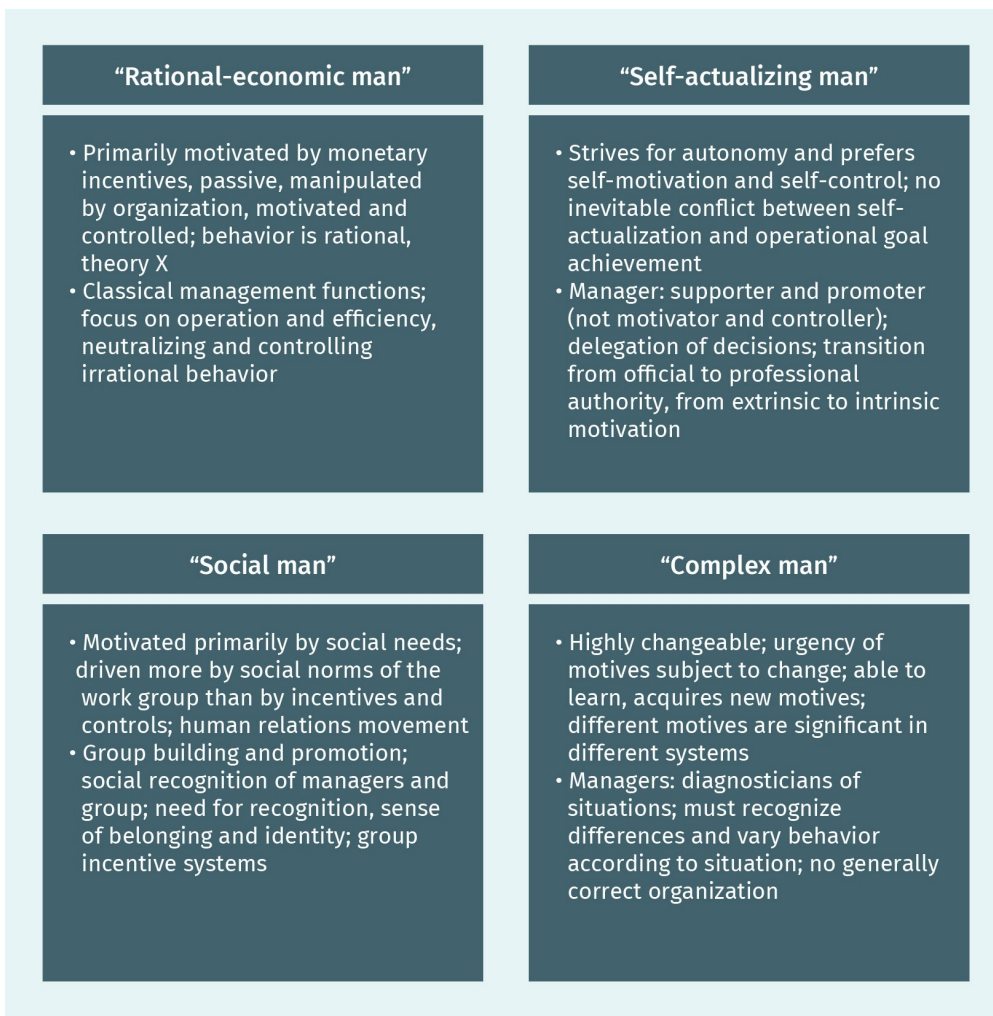 “Rational-economic man”
• Primarily motivated by monetary
incentives, passive, manipulated
by organization, motivated and
controlled; behavior is rational,
theory X
• Classical management functions;
focus on operation and efficiency,
neutralizing and controlling
irrational behavior
“Self-actualizing man”
• Strives for autonomy and prefers
self-motivation and self-control; no
inevitable conflict between self-
actualization and operational goal
achievement
• Manager: supporter and promoter
(not motivator and controller);
delegation of decisions; transition
from official to professional
authority, from extrinsic to intrinsic
motivation
“Social man”
• Motivated primarily by social needs;
driven more by social norms of the
work group than by incentives and
controls; human relations movement
• Group building and promotion;
social recognition of managers and
group; need for recognition, sense
of belonging and identity; group
incentive systems
“Complex man”
• Highly changeable; urgency of
motives subject to change; able to
learn, acquires new motives;
different motives are significant in
different systems
• Managers: diagnosticians of
situations; must recognize
differences and vary behavior
according to situation; no generally
correct organization